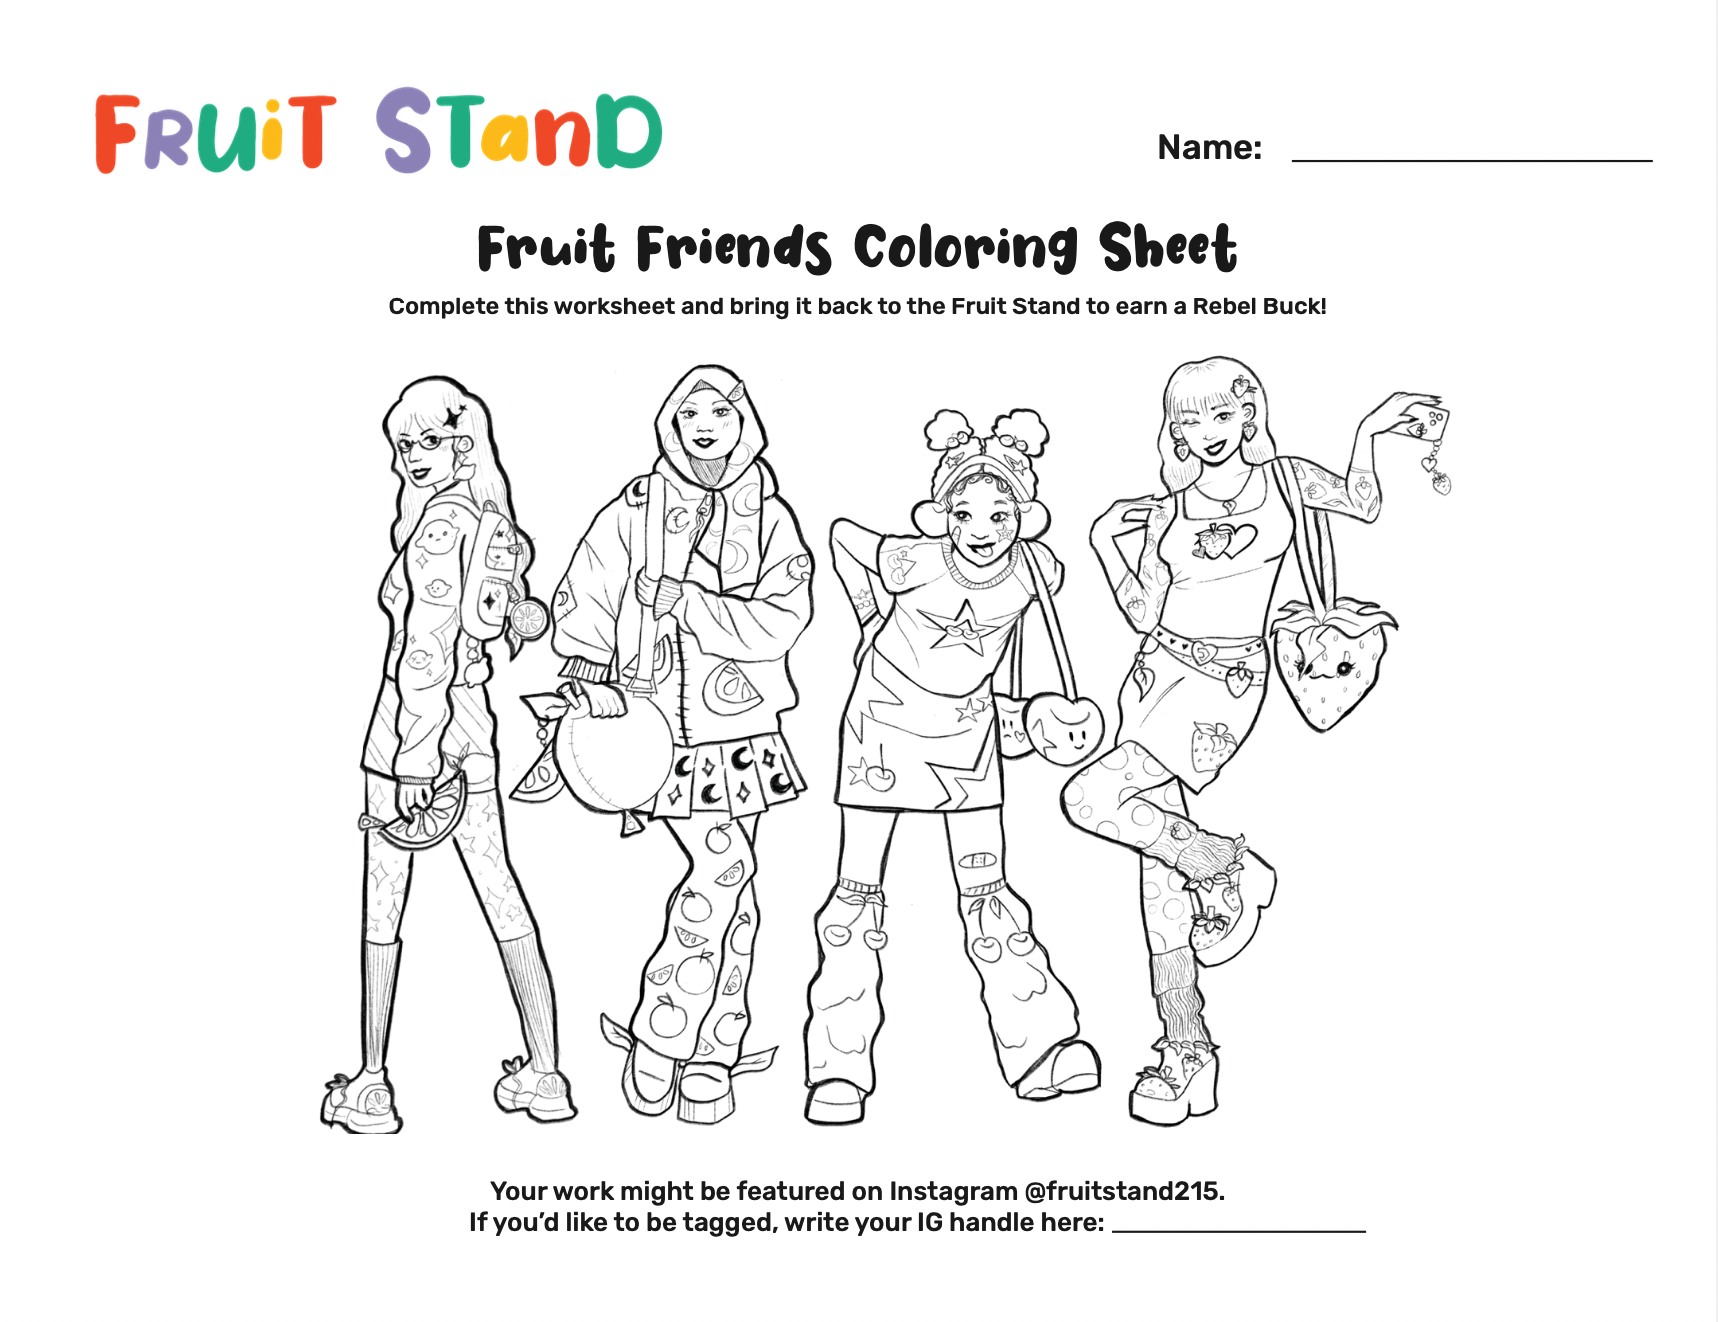 FRUiT STanD
Name:
Fruit Friends Coloring Sheet
Complete this worksheet and bring it back to the Fruit Stand to earn a Rebel Buck!
Your work might be featured on Instagram @fruitstand215.
If you’d like to be tagged, write your IG handle here: